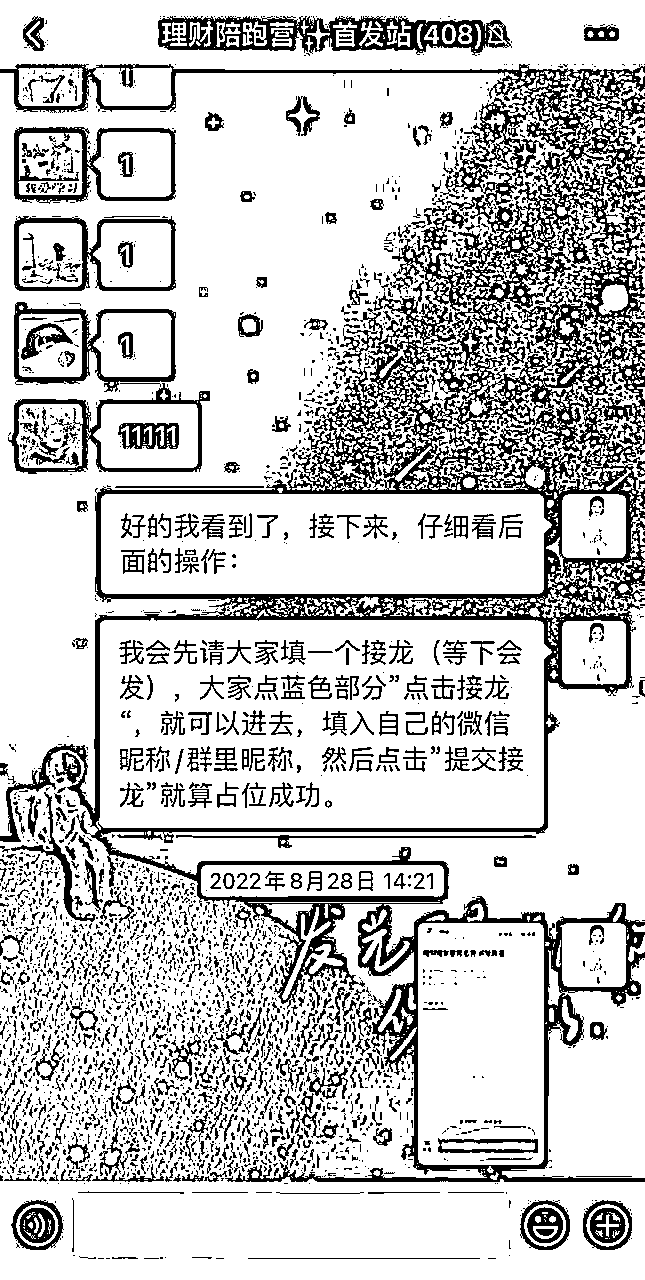 理财陪跑营✨首发站(408)
1
1
1
1
11111
好的我看到了，接下来，仔细看后
面的操作：
我会先请大家填一个接龙（等下会
发），大家点蓝色部分”点击接龙
“，就可以进去，填入自己的微信
昵称/群里昵称，然后点击”提交接
龙”就算占位成功。
2022年8月28日 14:21
发光